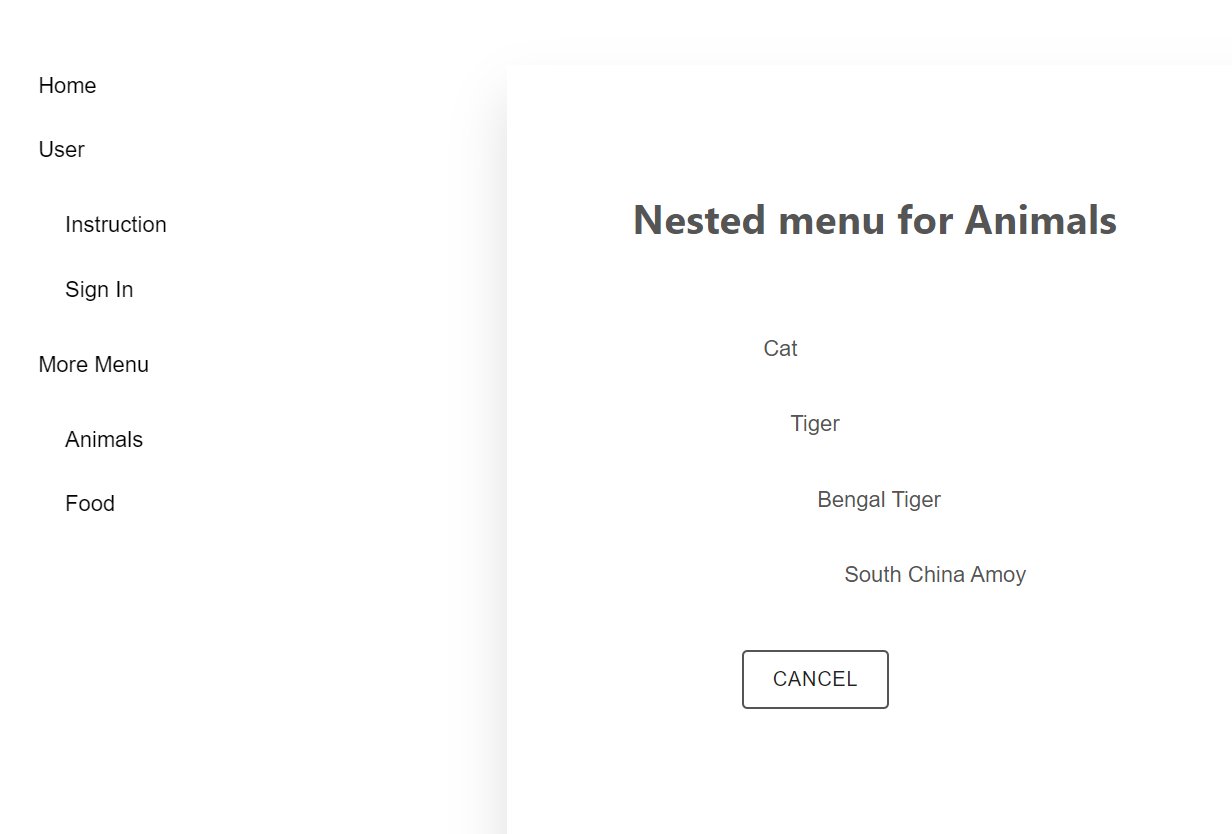 Home
User
Instruction
Sign In
More Menu
Animals
Food
Nested menu for Animals
Cat
Tiger
Bengal Tiger
South China Amoy
CANCEL